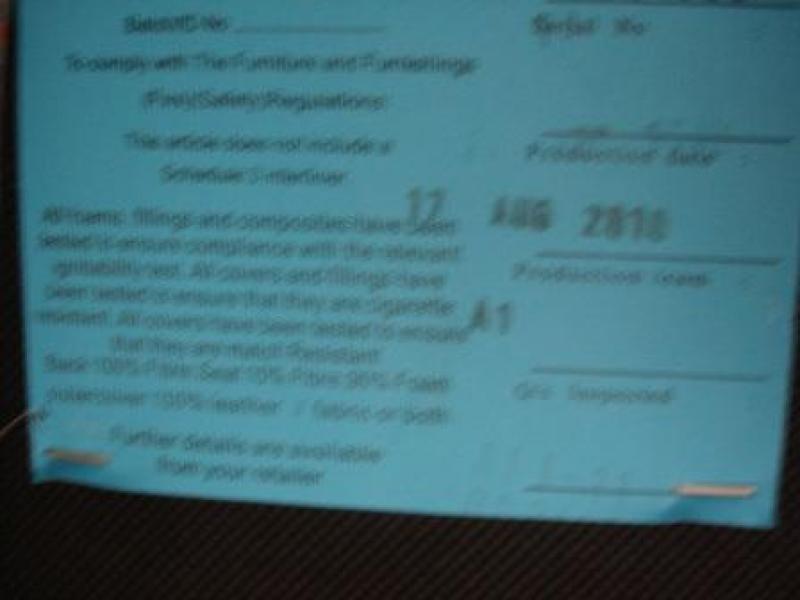 Batch/ID No
To comply with The Furniture and Furnishings
(Fire)(Safety)Regulations
This article does not include a
Schedule 3 interliner
All foams, fillings and composites have been
tested to ensure compliance with the relevant
ignitability test. All covers and fillings have
been tested to ensure that they are cigarette
resistant. All covers have been tested to ensure
that they are match Resistant
Back 100% Fibre Seat 10% Fibre 90% Foam
100% leather / fabric or both
Further details are available
from your retailer
Serial No
Production date :
17 AUG 2010
Production team :
A1
Q/c Inspected